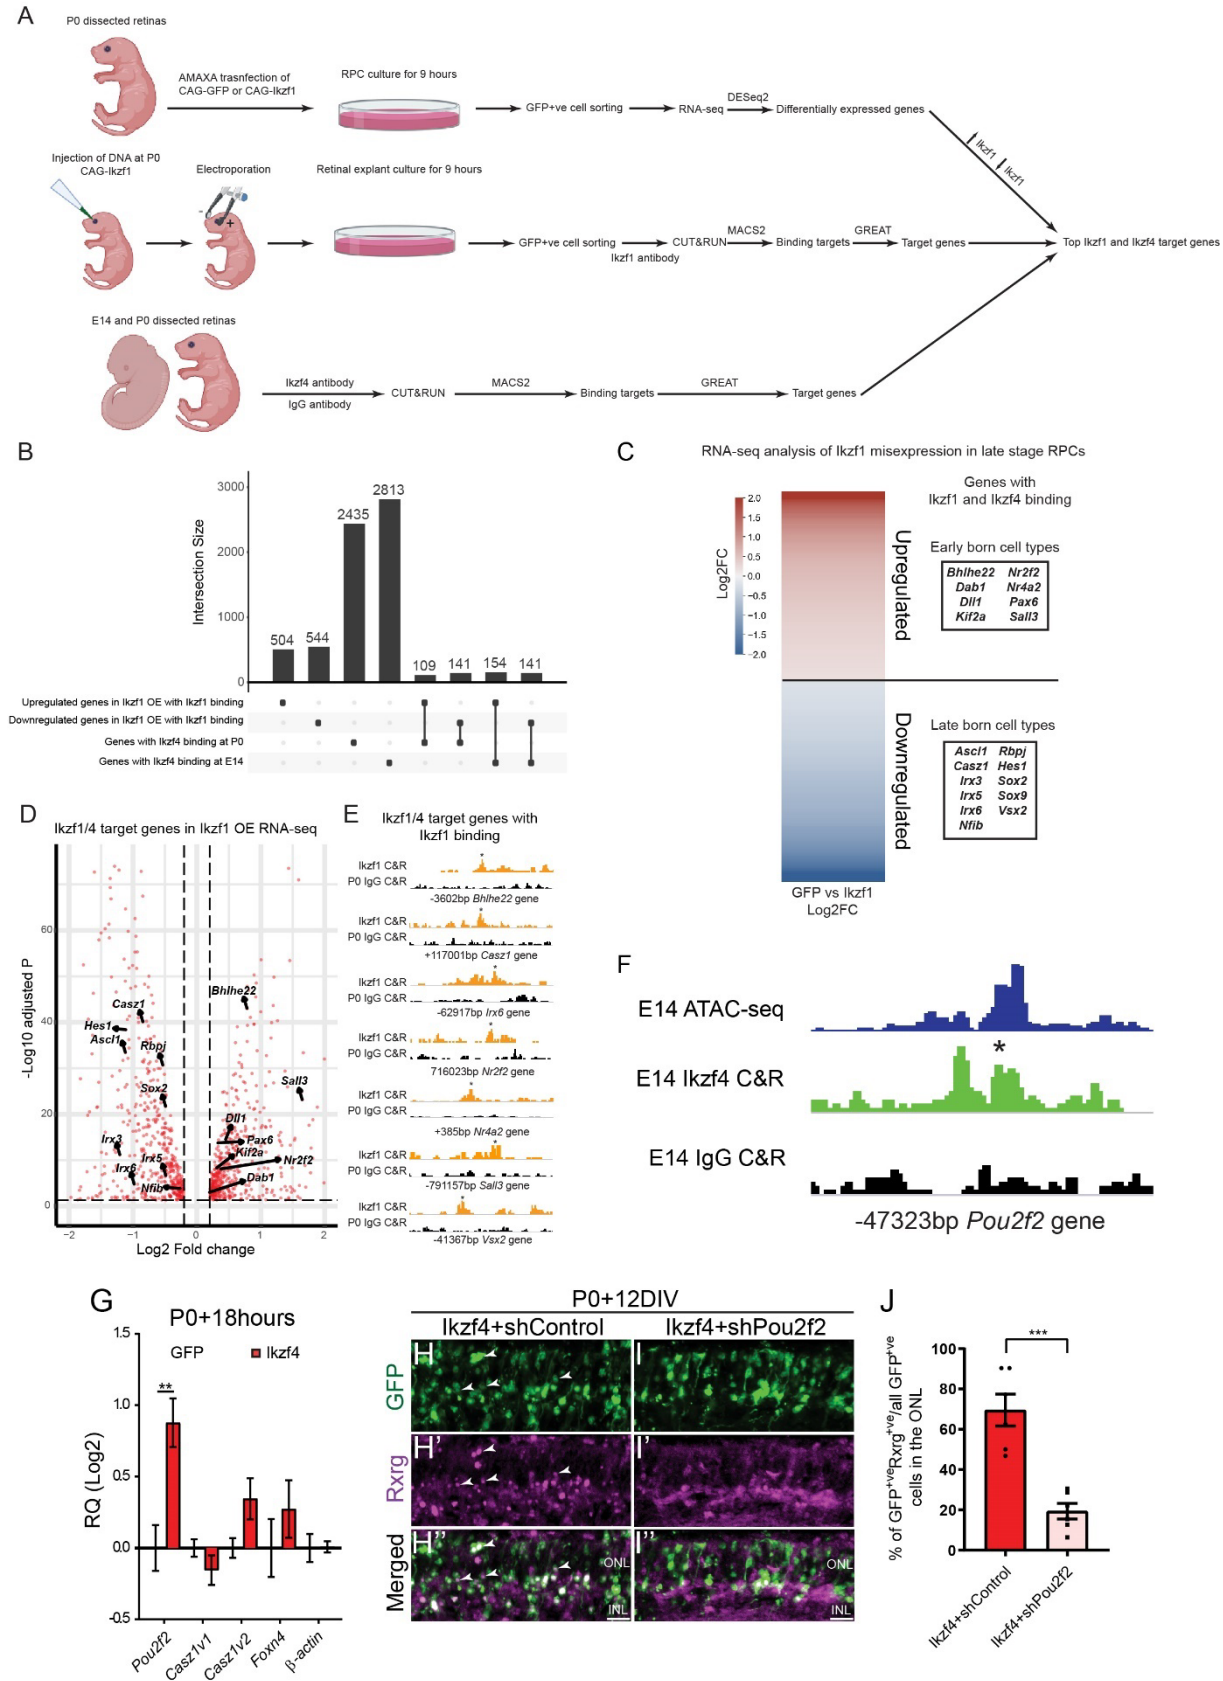 A
P0 dissected retinas
AMAXA trasnfection of
CAG-GFP or CAG-Ikzf1
RPC culture for 9 hours
GFP+ve cell sorting
RNA-seq
DESeq2
Differentially expressed genes
Ikzf1
Ikzf1
Injection of DNA at P0
CAG-Ikzf1
Electroporation
- +
Retinal explant culture for 9 hours
GFP+ve cell sorting
Ikzf1 antibody
CUT&RUN
MACS2
Binding targets
GREAT
Target genes
Top Ikzf1 and Ikzf4 target genes
E14 and P0 dissected retinas
Ikzf4 antibody
IgG antibody
CUT&RUN
MACS2
Binding targets
GREAT
Target genes
B
Intersection Size
3000
2000
1000
0
504
544
2435
2813
109
141
154
141
Upregulated genes in Ikzf1 OE with Ikzf1 binding
Downregulated genes in Ikzf1 OE with Ikzf1 binding
Genes with Ikzf4 binding at P0
Genes with Ikzf4 binding at E14
C
RNA-seq analysis of Ikzf1 misexpression in late stage RPCs
Log2FC
2.0
1.5
1.0
0.5
0.0
−0.5
−1.0
−1.5
−2.0
Upregulated
Downregulated
GFP vs Ikzf1
Log2FC
Genes with
Ikzf1 and Ikzf4 binding
Early born cell types
Bhlhe22 Nr2f2
Dab1 Nr4a2
Dll1 Pax6
Kif2a Sall3
Late born cell types
Ascl1 Rbpj
Casz1 Hes1
Irx3 Sox2
Irx5 Sox9
Irx6 Vsx2
Nfib
D
Ikzf1/4 target genes in Ikzf1 OE RNA-seq
-Log10 adjusted P
60
40
20
0
Casz1
Hes1
Ascl1
Rbpj
Sox2
Irx3
Irx5
Irx6
Nfib
Bhlhe22
Sall3
Dll1
Pax6
Kif2a
Nr2f2
Dab1
−2 −1 0 1 2
Log2 Fold change
E
Ikzf1/4 target genes with
Ikzf1 binding
Ikzf1 C&R
*
P0 IgG C&R
-3602bp Bhlhe22 gene
Ikzf1 C&R
*
P0 IgG C&R
+117001bp Casz1 gene
Ikzf1 C&R
*
P0 IgG C&R
-62917bp Irx6 gene
Ikzf1 C&R
*
P0 IgG C&R
716023bp Nr2f2 gene
Ikzf1 C&R
*
P0 IgG C&R
+385bp Nr4a2 gene
Ikzf1 C&R
*
P0 IgG C&R
-791157bp Sall3 gene
Ikzf1 C&R
*
P0 IgG C&R
-41367bp Vsx2 gene
F
E14 ATAC-seq
E14 Ikzf4 C&R
*
E14 IgG C&R
-47323bp Pou2f2 gene
G
P0+18hours
GFP Ikzf4
RQ (Log2)
1.5
1.0
0.5
0.0
-0.5
**
Pou2f2
Casz1v1
Casz1v2
Foxn4
β-actin
P0+12DIV
Ikzf4+shControl Ikzf4+shPou2f2
GFP
H I
Rxrg
H' I'
Merged
H'' I''
ONL ONL
INL INL
J
% of GFP+veRxrg+ve/all GFP+ve
cells in the ONL
***
100
80
60
40
20
0
Ikzf4+shControl
Ikzf4+shPou2f2